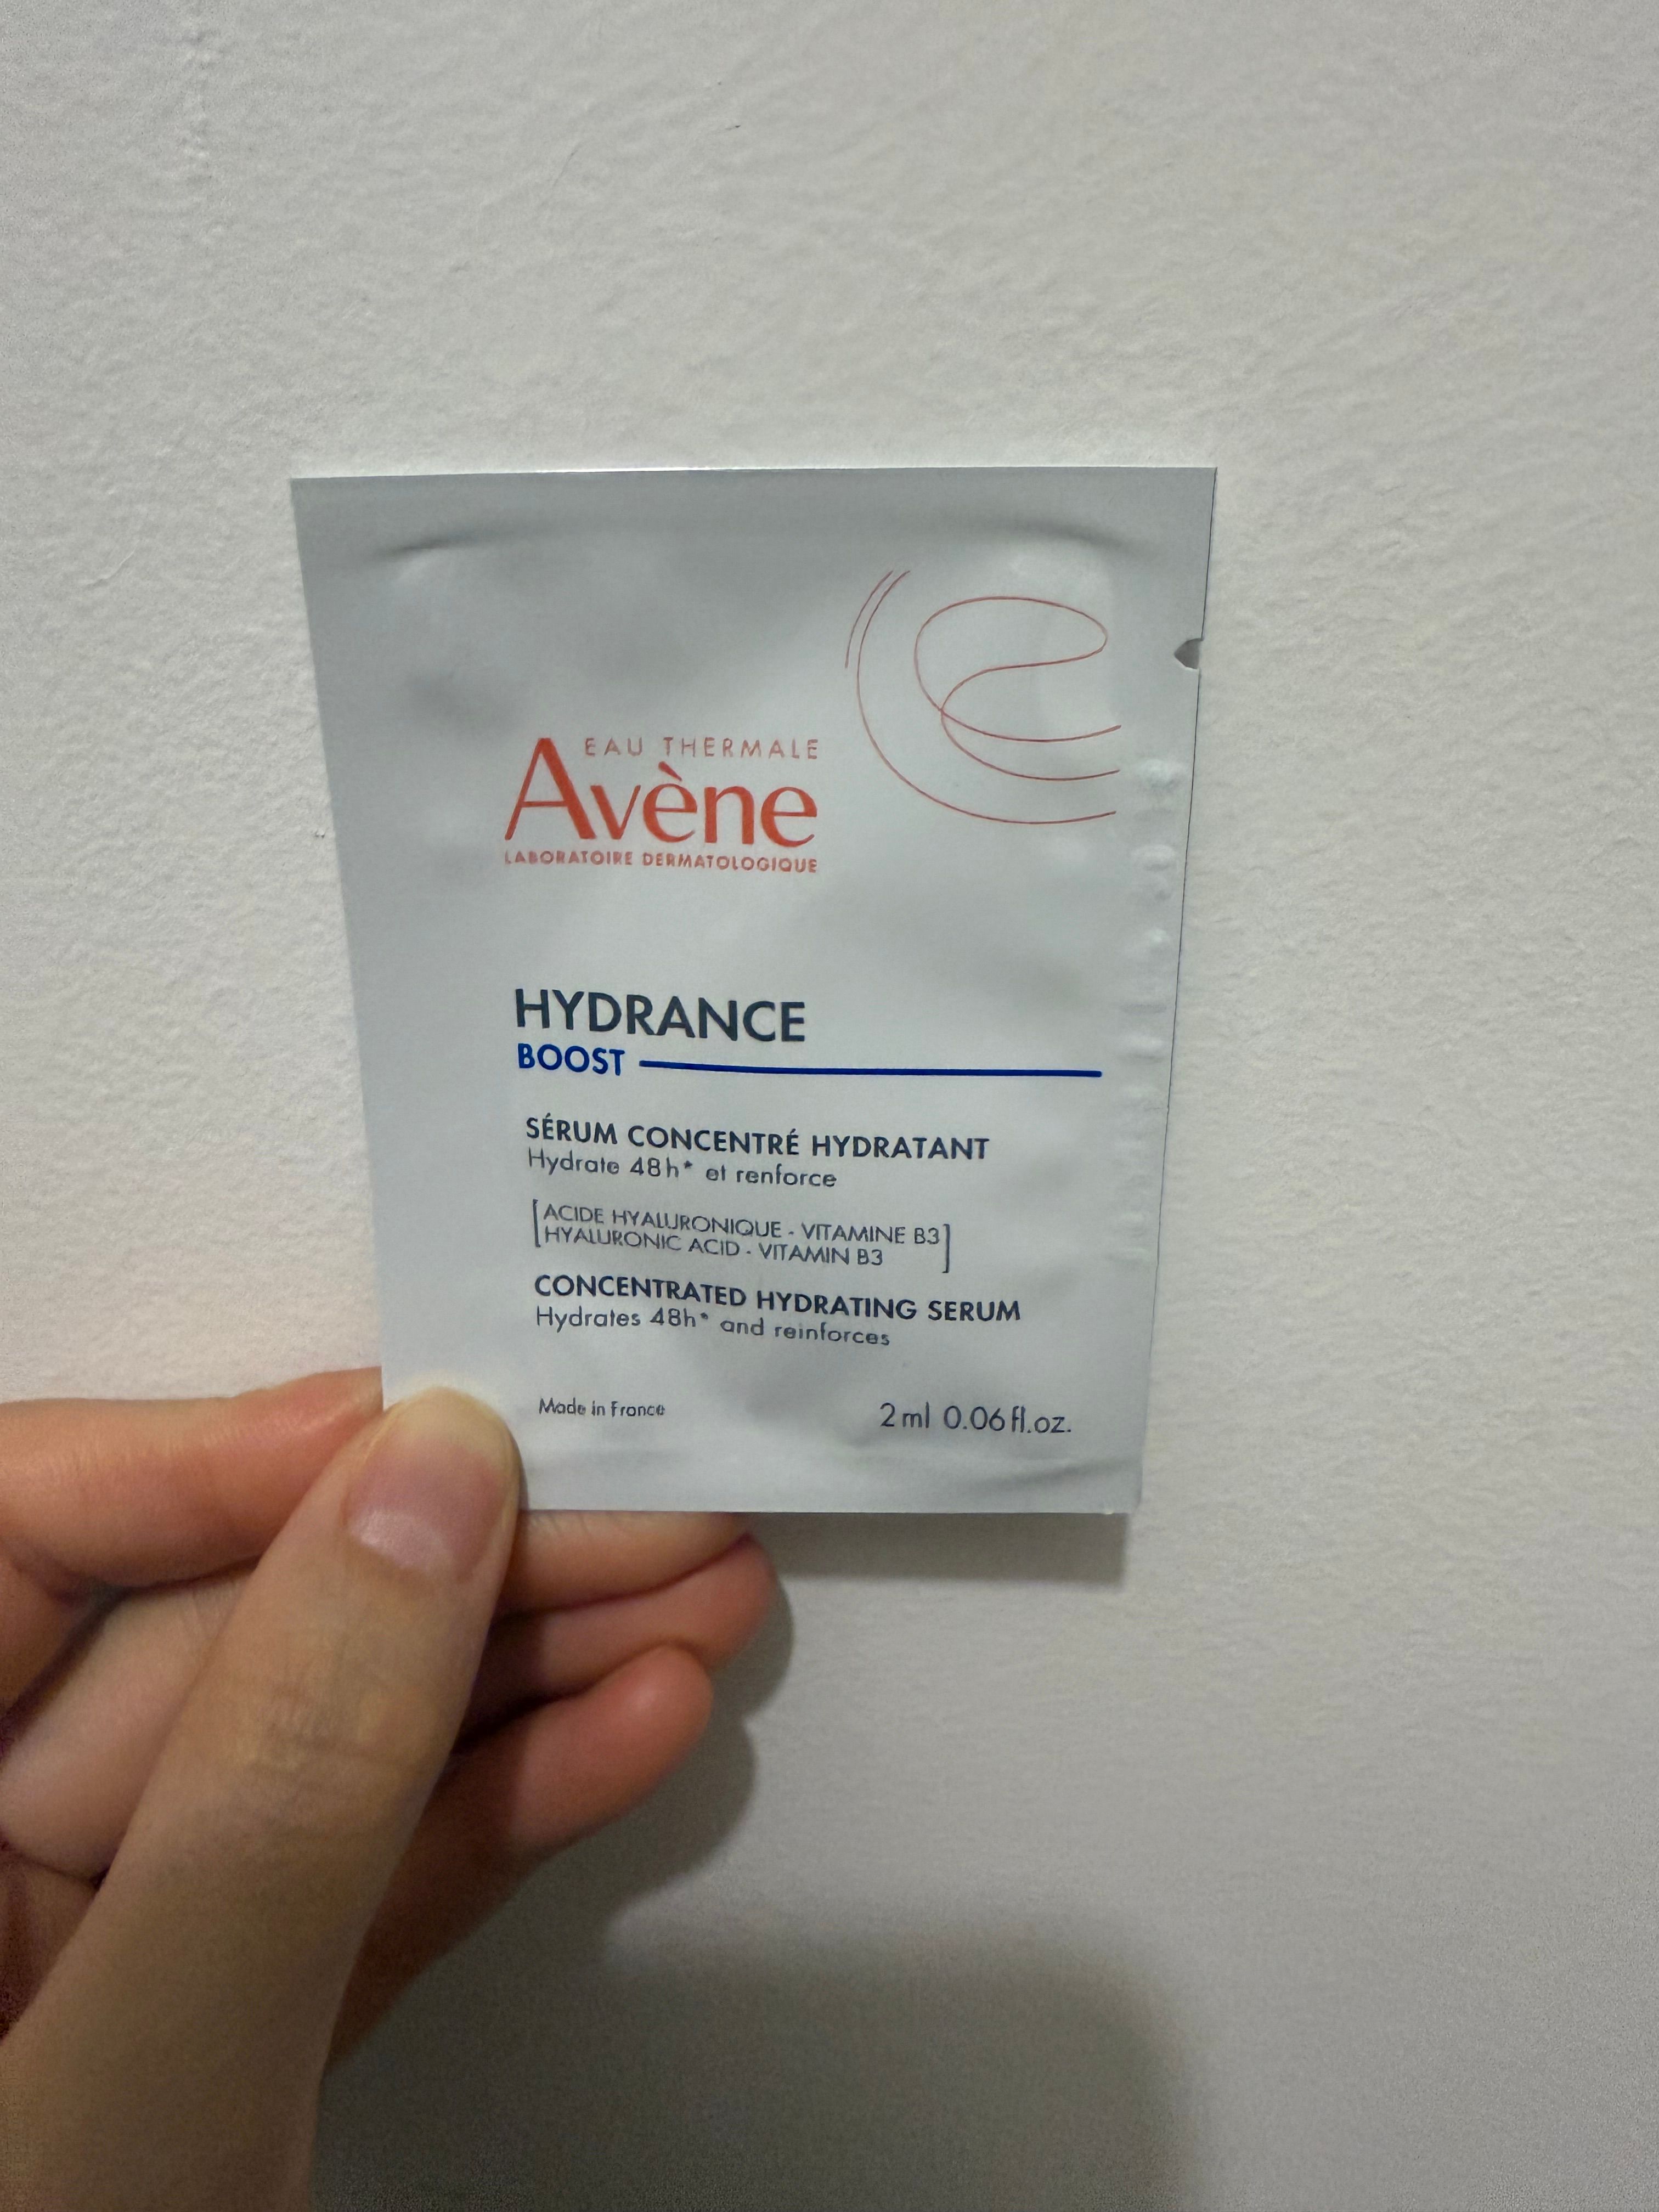 EAU THERMALE
Avène
LABORATOIRE DERMATOLOGIQUE
HYDRANCE
BOOST
SÉRUM CONCENTRÉ HYDRATANT
Hydrate 48h* et renforce
[ACIDE HYALURONIQUE - VITAMINE B3
HYALURONIC ACID - VITAMIN B3]
CONCENTRATED HYDRATING SERUM
Hydrates 48h* and reinforces
Made in France
2 ml 0.06 fl.oz.